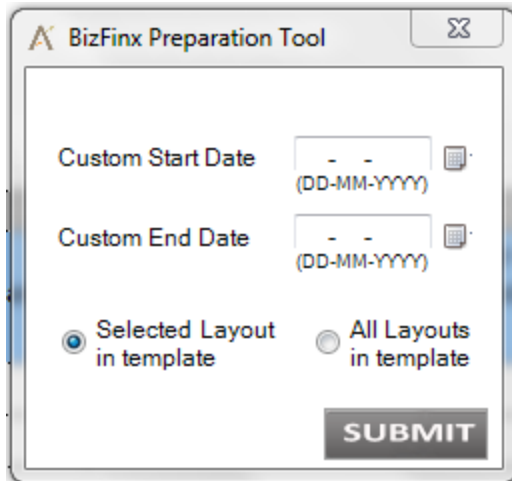 BizFinx Preparation Tool
Custom Start Date
- -
(DD-MM-YYYY)
Custom End Date
- -
(DD-MM-YYYY)
Selected Layout
in template
All Layouts
in template
SUBMIT